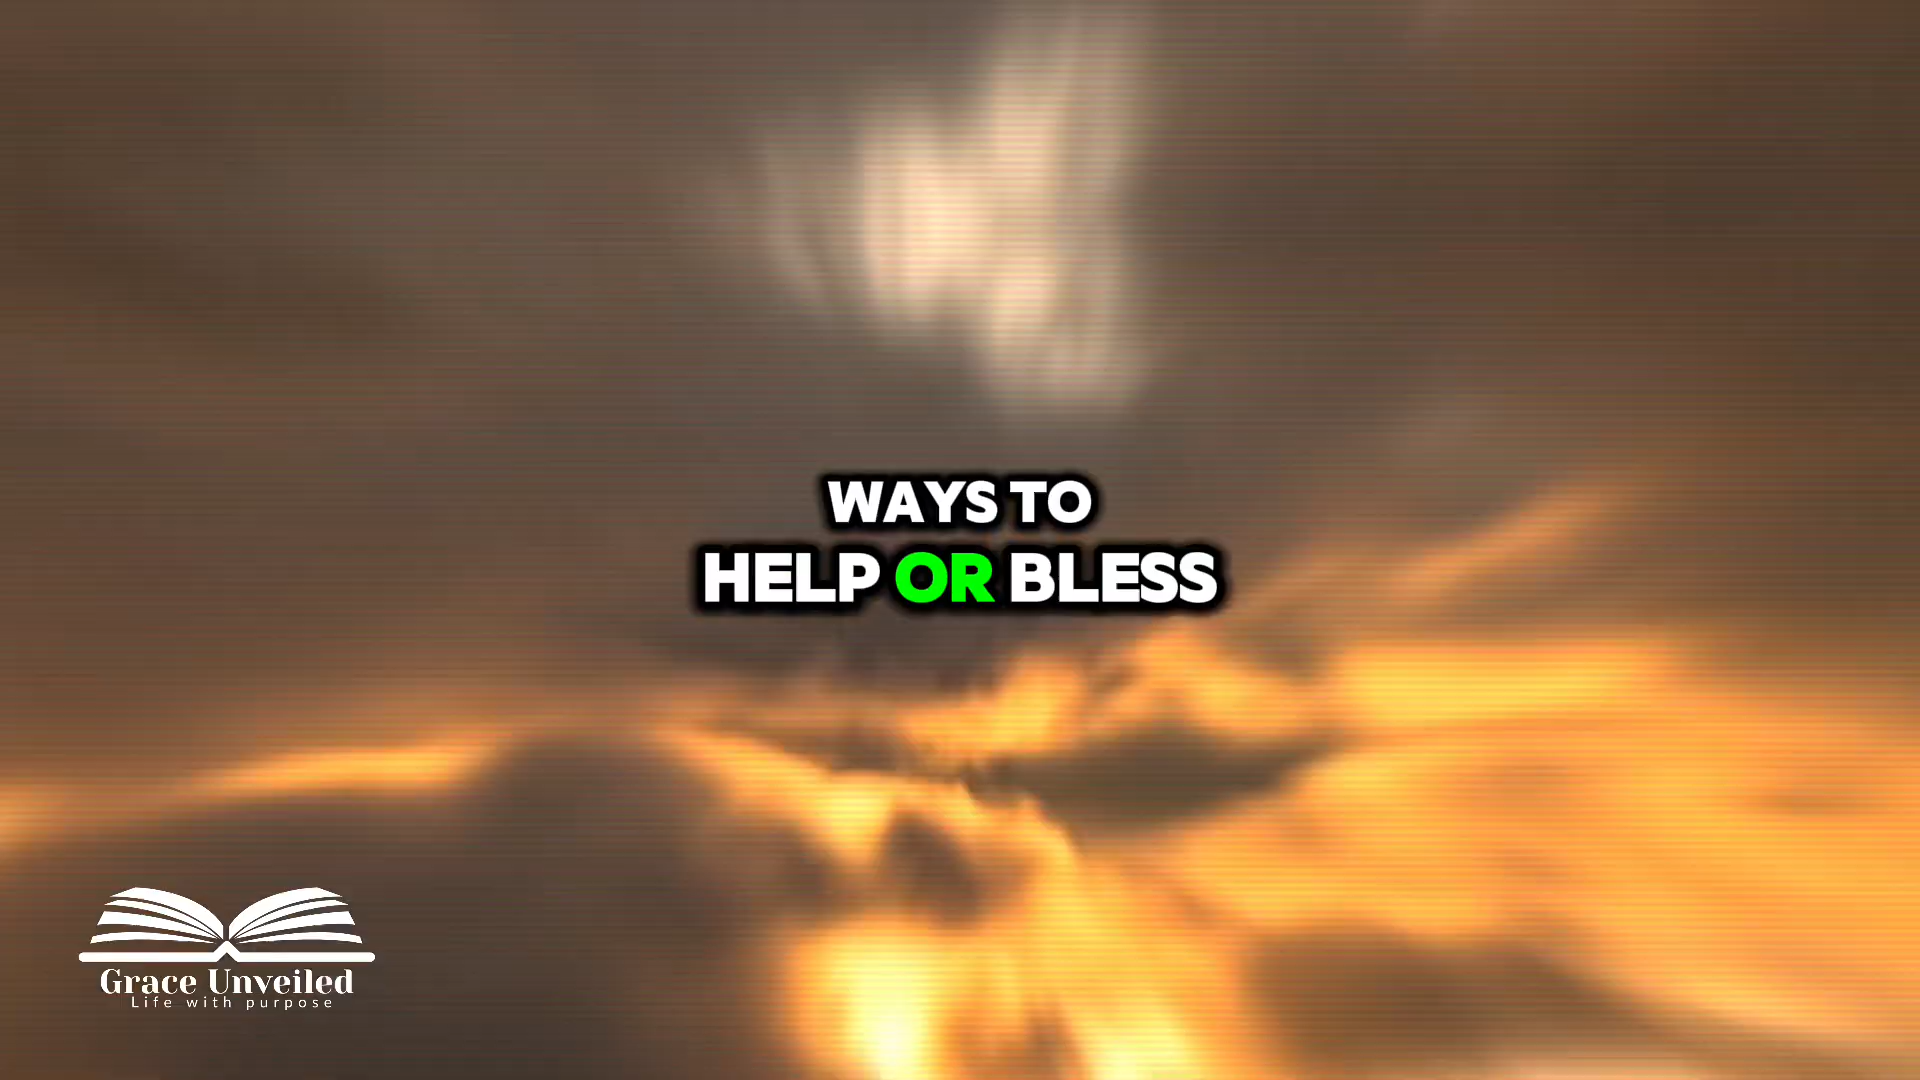 WAYS TO
HELP OR BLESS
Grace Unveiled
Life with purpose